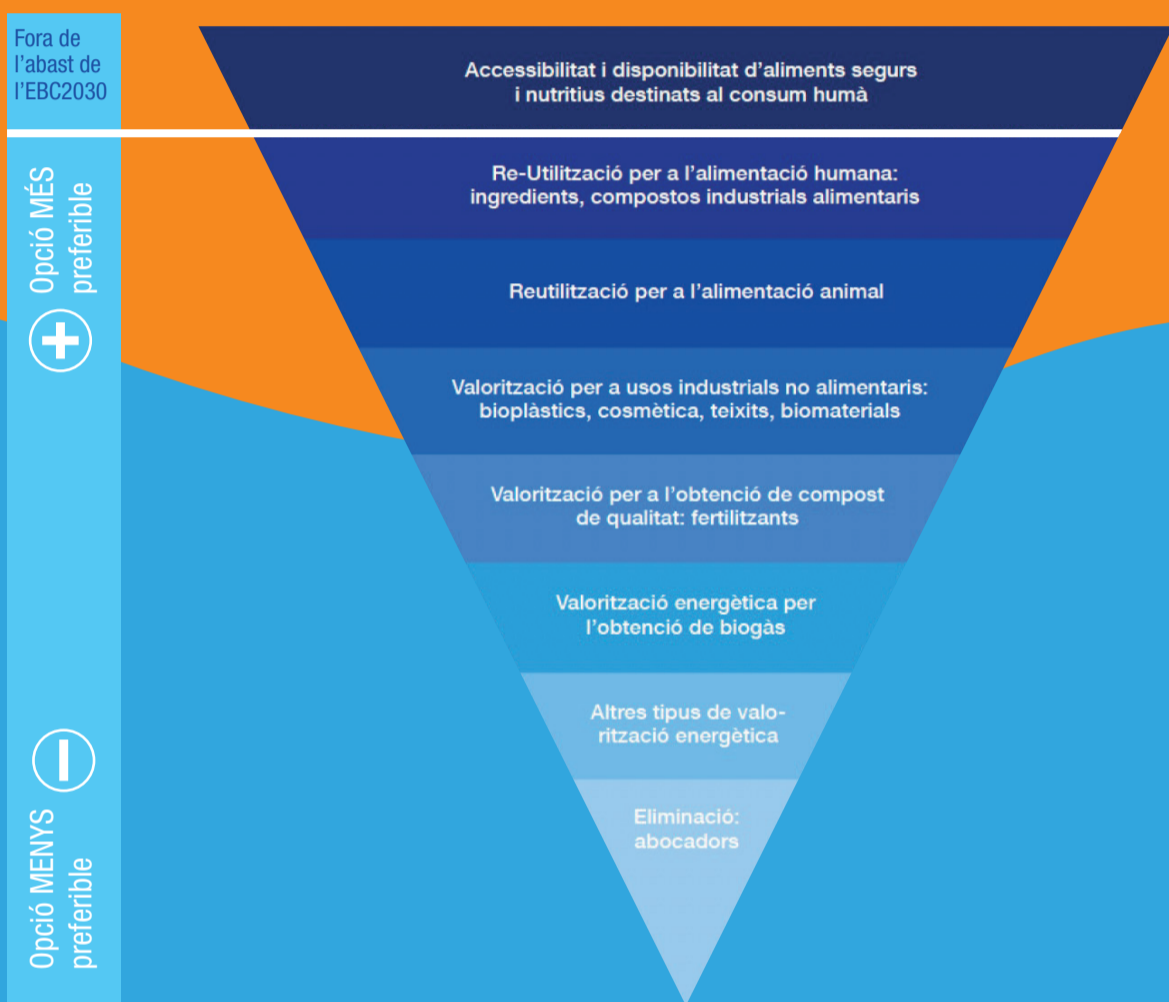 Fora de
l'abast de
l'EBC2030
Accessibilitat i disponibilitat d'aliments segurs
i nutritius destinats al consum humà
Opció MÉS
preferible
Re-Utilització per a l'alimentació humana:
ingredients, compostos industrials alimentaris
Reutilització per a l'alimentació animal
Valorització per a usos industrials no alimentaris:
bioplàstics, cosmètica, teixits, biomaterials
Valorització per a l'obtenció de compost
de qualitat: fertilitzants
Valorització energètica per
l'obtenció de biogàs
Altres tipus de valo-
rització energètica
Eliminació:
abocadors
Opció MENYS
preferible